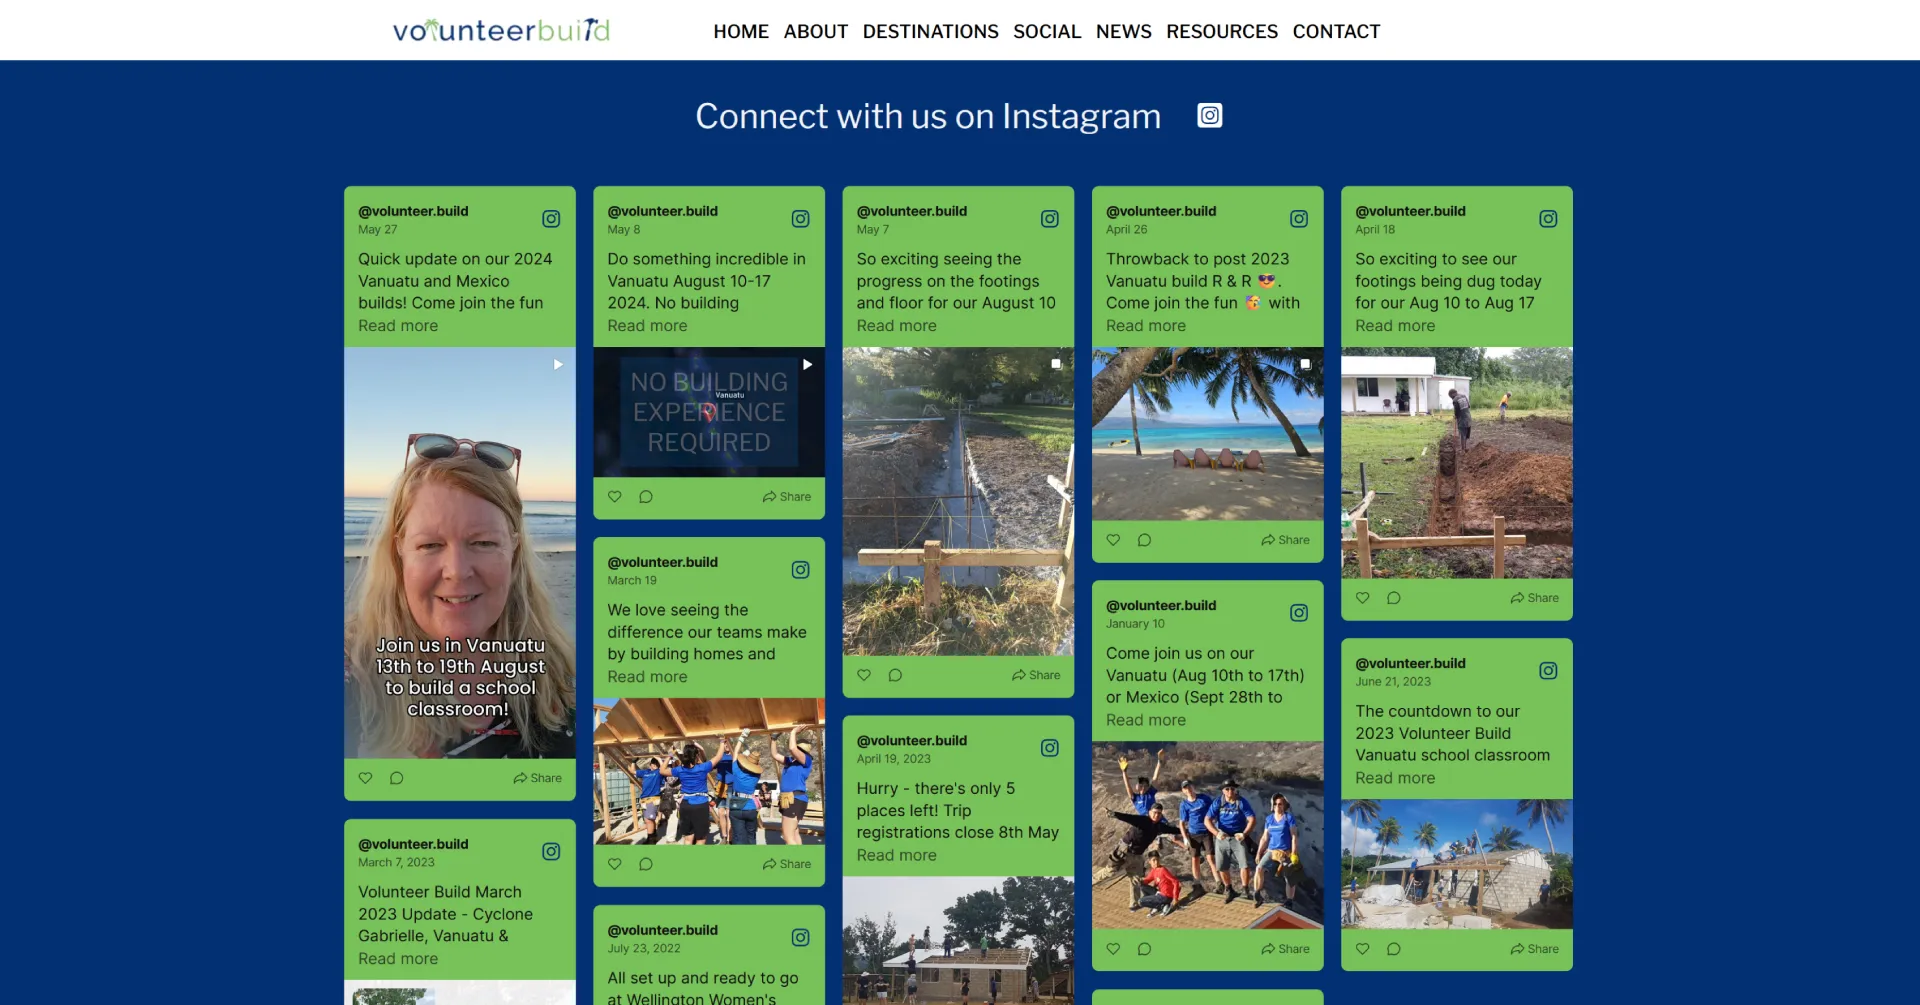 volunteerbuild
HOME ABOUT DESTINATIONS SOCIAL NEWS RESOURCES CONTACT
Connect with us on Instagram
@volunteer.build
May 27
Quick update on our 2024
Vanuatu and Mexico
builds! Come join the fun
Read more
Join us in Vanuatu
13th to 19th August
to build a school
classroom!
Share
@volunteer.build
March 7, 2023
Volunteer Build March
2023 Update - Cyclone
Gabrielle, Vanuatu &
Read more
@volunteer.build
May 8
Do something incredible in
Vanuatu August 10-17
2024. No building
Read more
NO BUILDING
Vanuatu
EXPERIENCE
REQUIRED
Share
@volunteer.build
March 19
We love seeing the
difference our teams make
by building homes and
Read more
Share
@volunteer.build
July 23, 2022
All set up and ready to go
at Wellington Women's
@volunteer.build
May 7
So exciting seeing the
progress on the footings
and floor for our August 10
Read more
Share
@volunteer.build
April 19, 2023
Hurry - there's only 5
places left! Trip
registrations close 8th May
Read more
@volunteer.build
April 26
Throwback to post 2023
Vanuatu build R & R 😎.
Come join the fun 🥳 with
Read more
Share
@volunteer.build
January 10
Come join us on our
Vanuatu (Aug 10th to 17th)
or Mexico (Sept 28th to
Read more
Share
@volunteer.build
April 18
So exciting to see our
footings being dug today
for our Aug 10 to Aug 17
Read more
Share
@volunteer.build
June 21, 2023
The countdown to our
2023 Volunteer Build
Vanuatu school classroom
Read more
Share